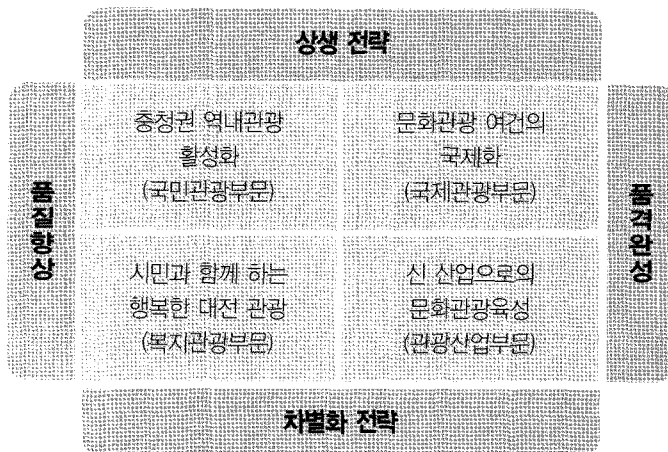 상생 전략
품질향상
충청권 역내관광
활성화
(국민관광부문)
문화관광 여건의
국제화
(국제관광부문)
품격완성
시민과 함께 하는
행복한 대전 관광
(복지관광부문)
신 산업으로의
문화관광육성
(관광산업부문)
차별화 전략